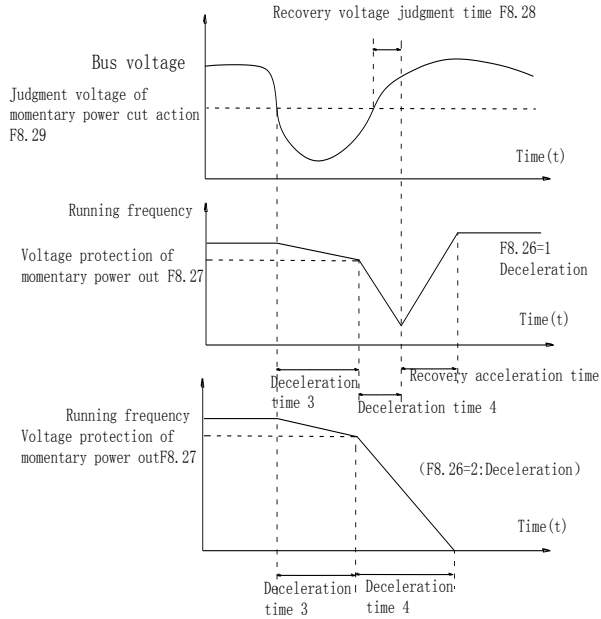 Recovery voltage judgment time F8.28
Bus voltage
Judgment voltage of
momentary power cut action
F8.29
Time(t)
Running frequency
Voltage protection of
momentary power out F8.27
F8.26=1
Deceleration
Time(t)
Recovery acceleration time
Deceleration
time 3
Deceleration time 4
Running frequency
Voltage protection of
momentary power outF8.27
(F8.26=2:Deceleration)
Time(t)
Deceleration
time 3
Deceleration
time 4